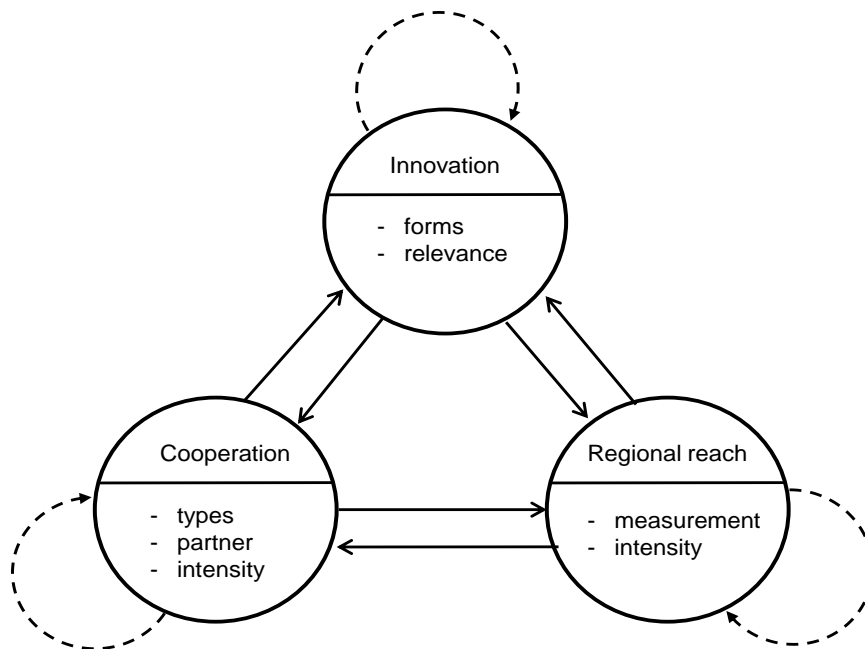 Innovation
- forms
- relevance
Cooperation
- types
- partner
- intensity
Regional reach
- measurement
- intensity